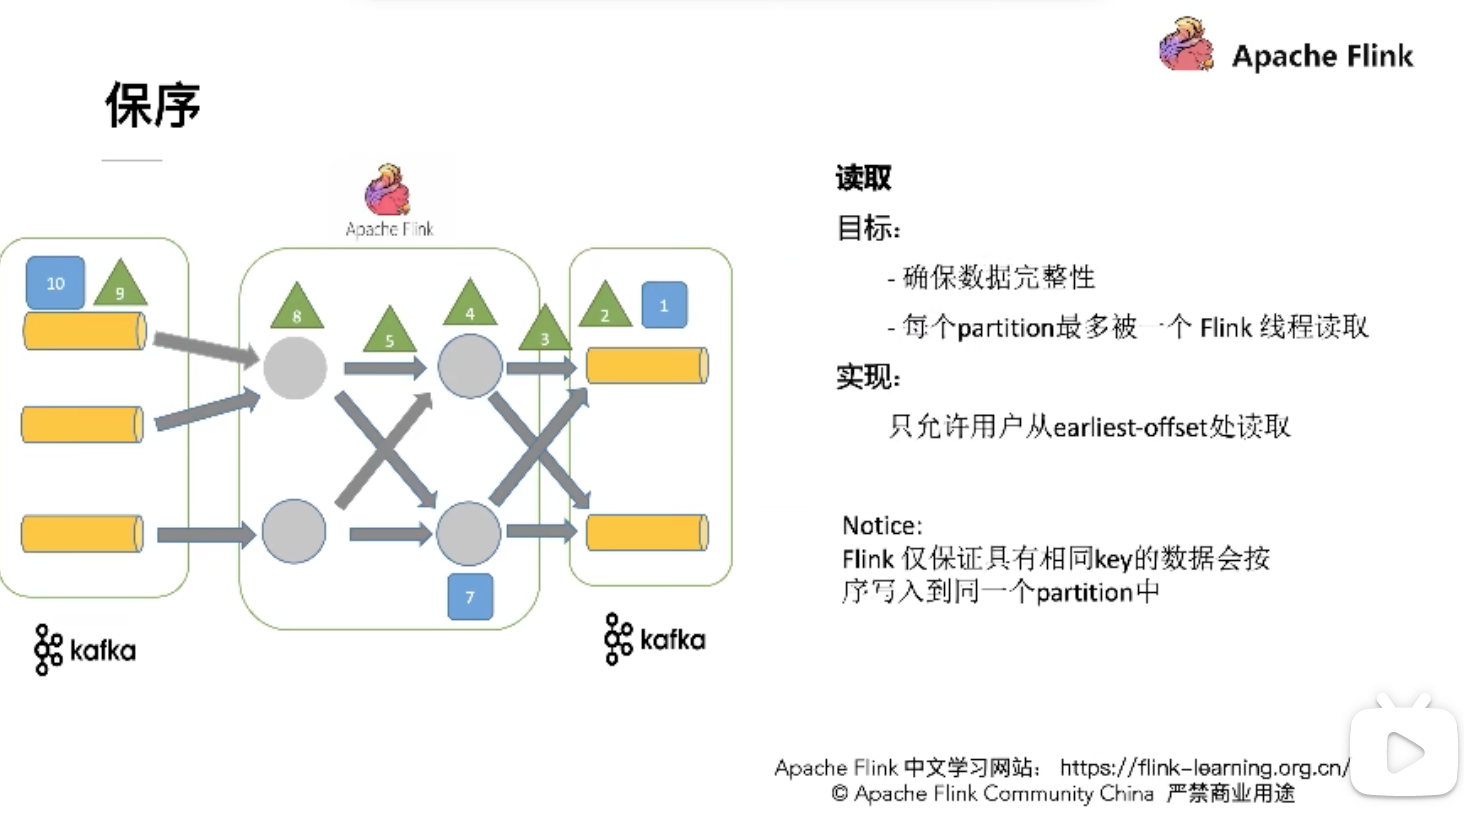 Apache Flink
保序
Apache Flink
10
9
8
5
4
3
2
1
7
kafka
kafka
读取
目标：
- 确保数据完整性
- 每个partition最多被一个 Flink 线程读取
实现：
只允许用户从earliest-offset处读取
Notice:
Flink 仅保证具有相同key的数据会按
序写入到同一个partition中
Apache Flink 中文学习网站： https://flink-learning.org.cn/
© Apache Flink Community China 严禁商业用途